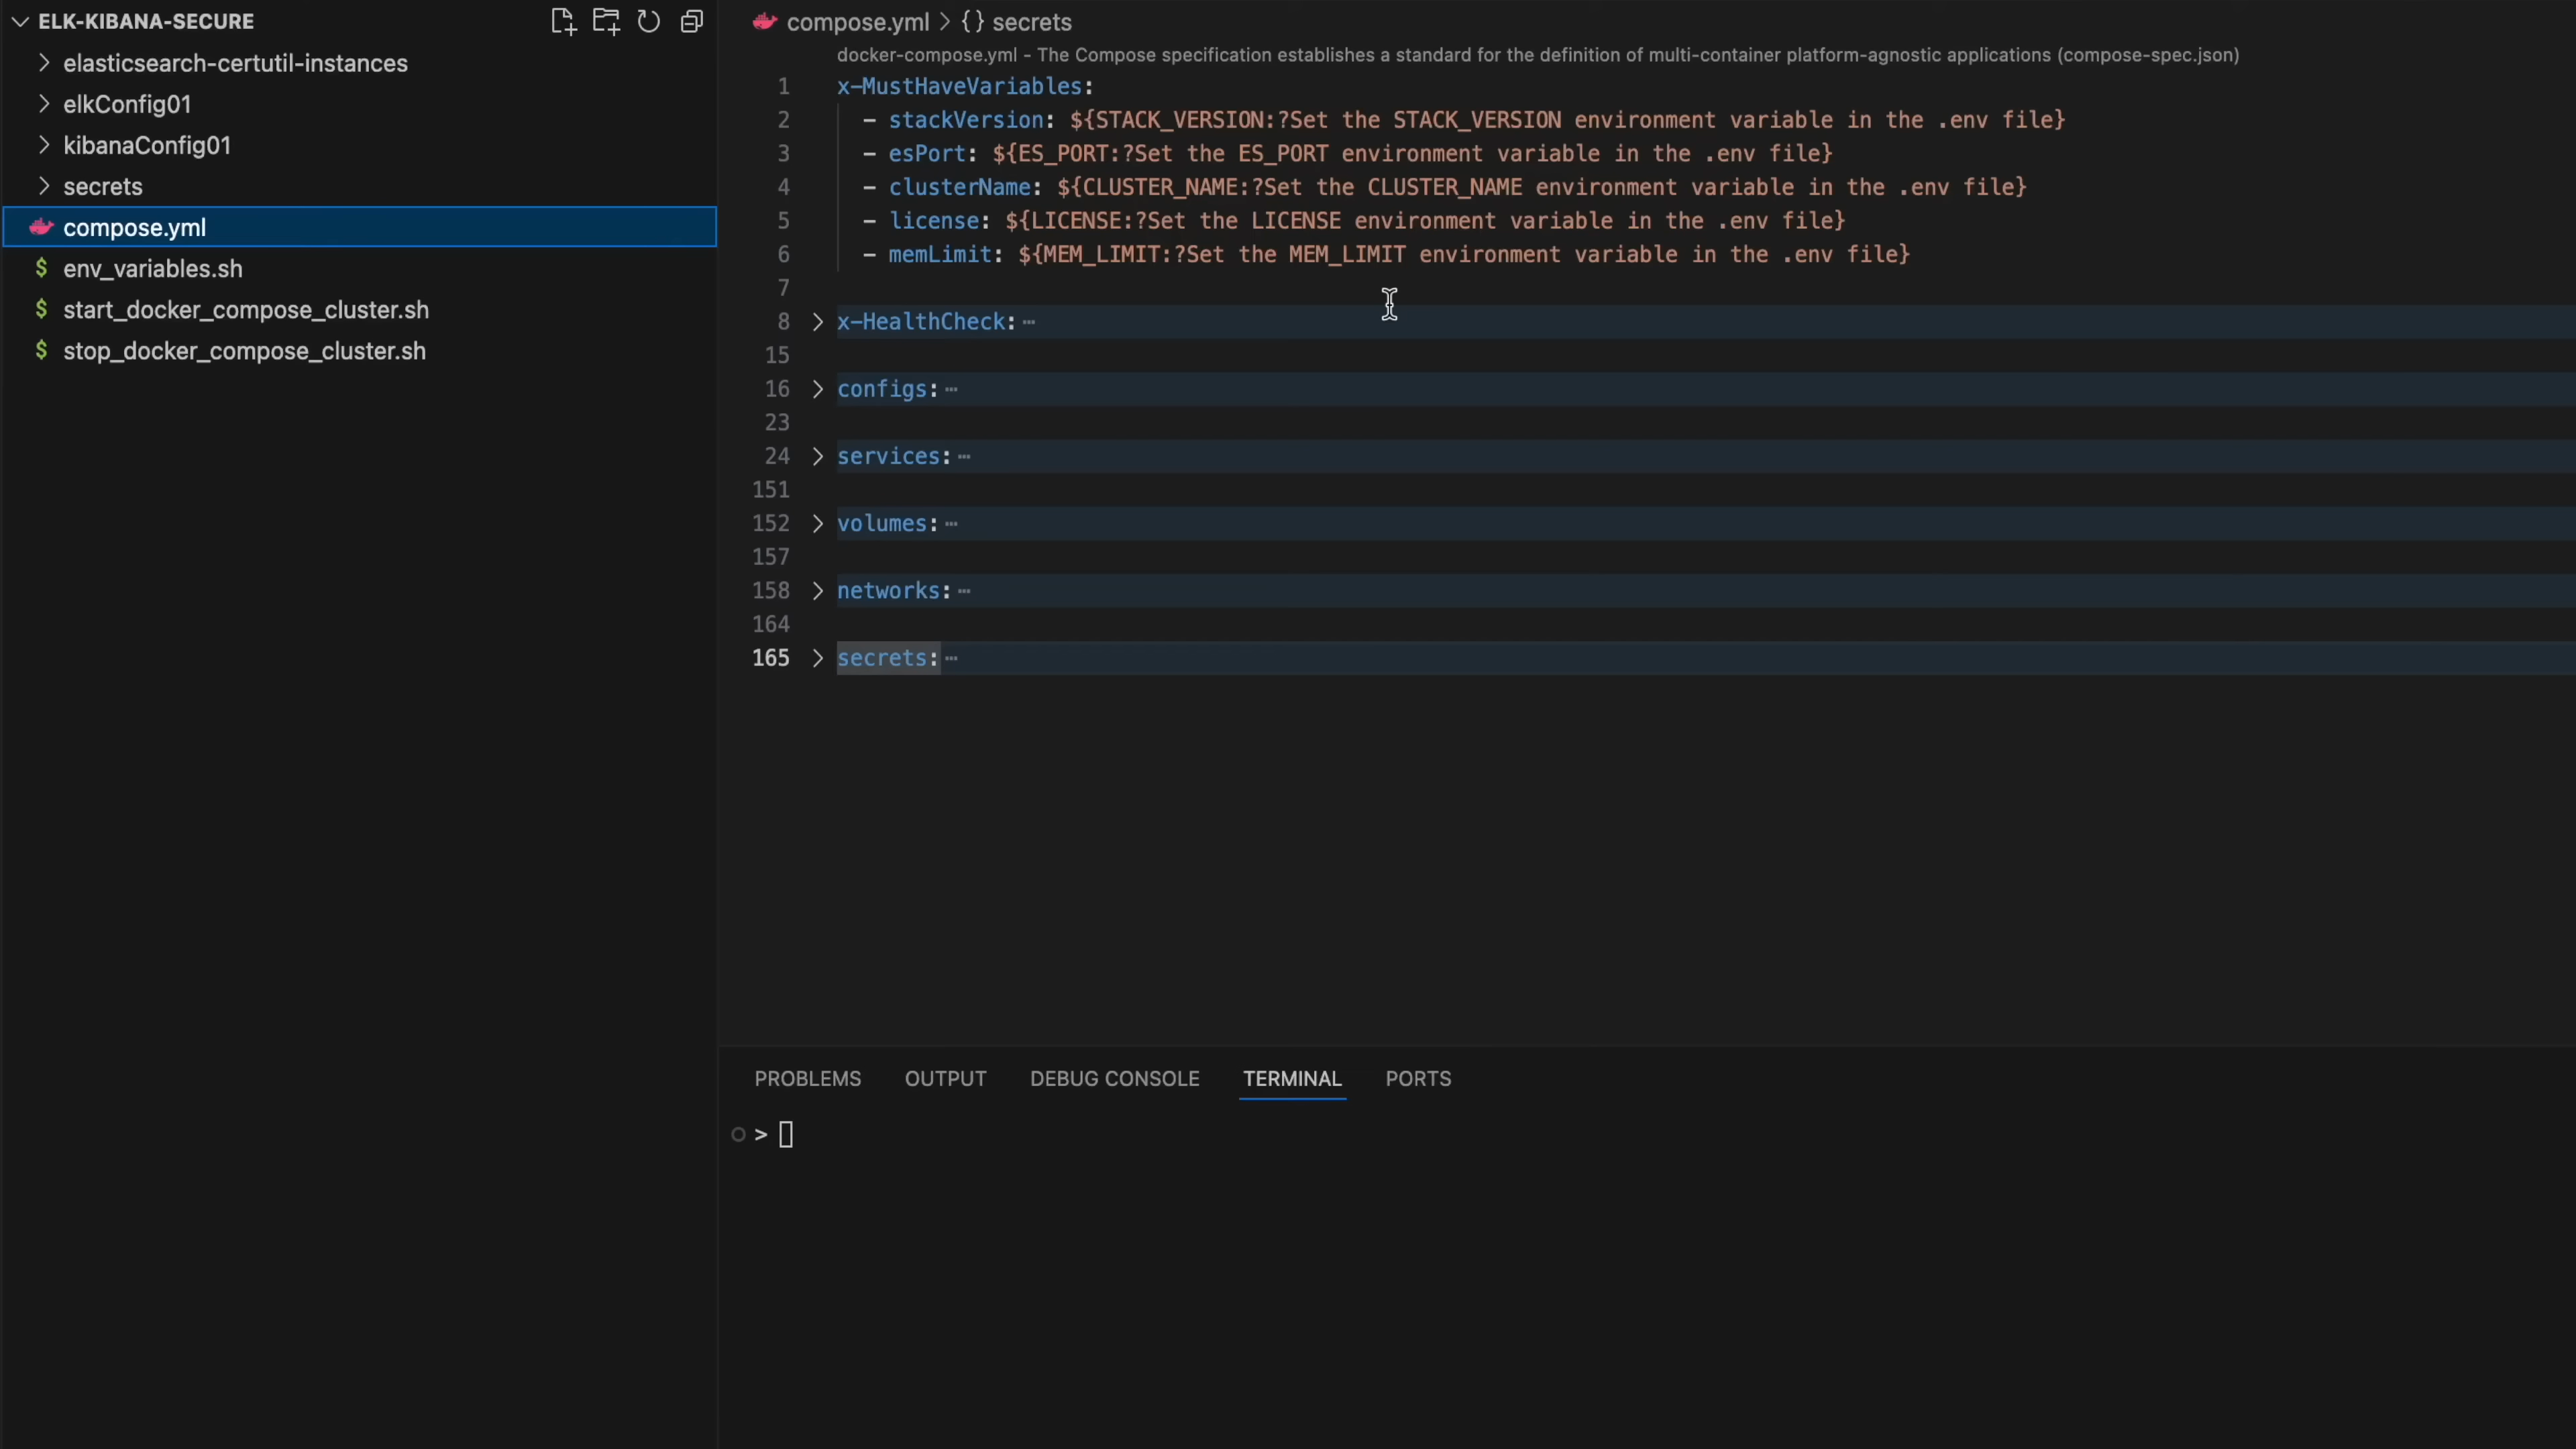 ELK-KIBANA-SECURE
elasticsearch-certutil-instances
elkConfig01
kibanaConfig01
secrets
compose.yml
$ env_variables.sh
$ start_docker_compose_cluster.sh
$ stop_docker_compose_cluster.sh
compose.yml > {} secrets
docker-compose.yml - The Compose specification establishes a standard for the definition of multi-container platform-agnostic applications (compose-spec.json)
1 x-MustHaveVariables:
2 - stackVersion: ${STACK_VERSION:?Set the STACK_VERSION environment variable in the .env file}
3 - esPort: ${ES_PORT:?Set the ES_PORT environment variable in the .env file}
4 - clusterName: ${CLUSTER_NAME:?Set the CLUSTER_NAME environment variable in the .env file}
5 - license: ${LICENSE:?Set the LICENSE environment variable in the .env file}
6 - memLimit: ${MEM_LIMIT:?Set the MEM_LIMIT environment variable in the .env file}
7
8 > x-HealthCheck: ⋯
15
16 > configs: ⋯
23
24 > services: ⋯
151
152 > volumes: ⋯
157
158 > networks: ⋯
164
165 > secrets: ⋯
PROBLEMS OUTPUT DEBUG CONSOLE TERMINAL PORTS
>